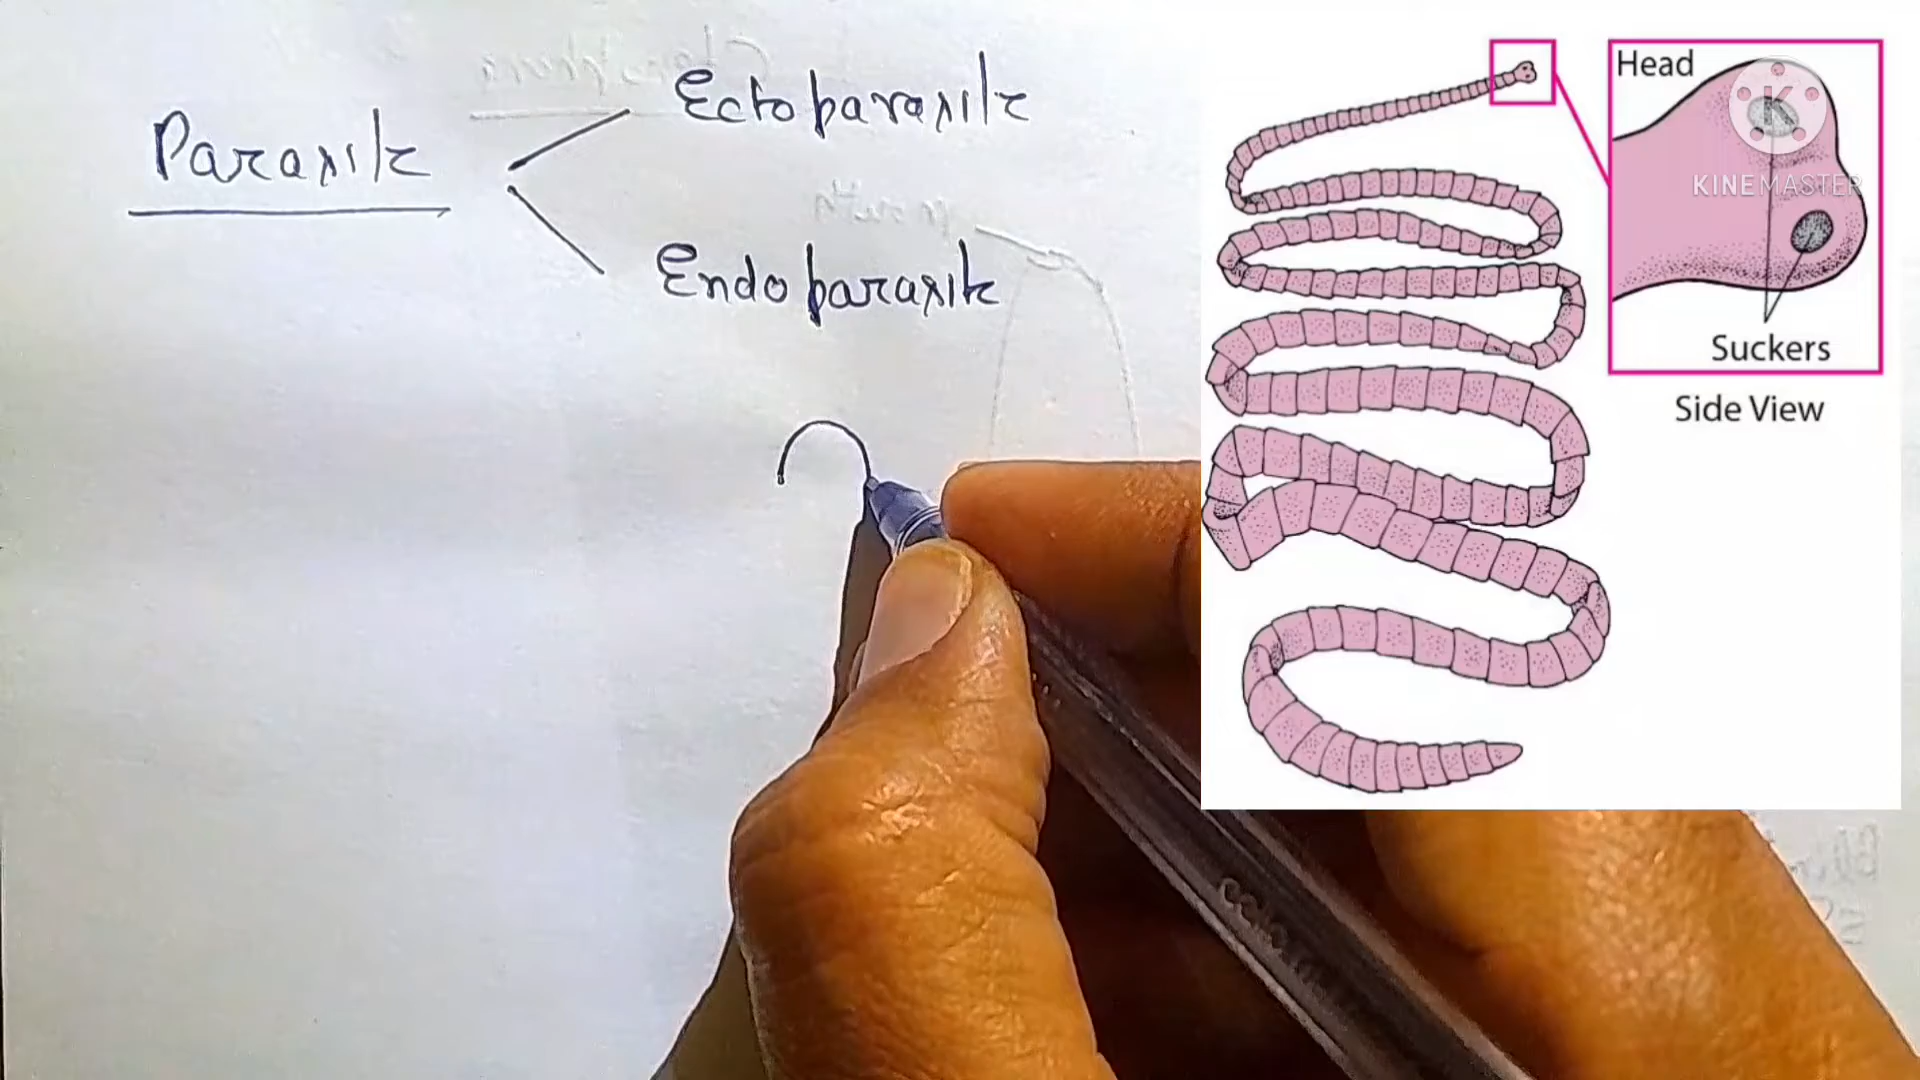 Parasite
Ectoparasite
Endoparasite
Head
K
KINEMASTER
Suckers
Side View